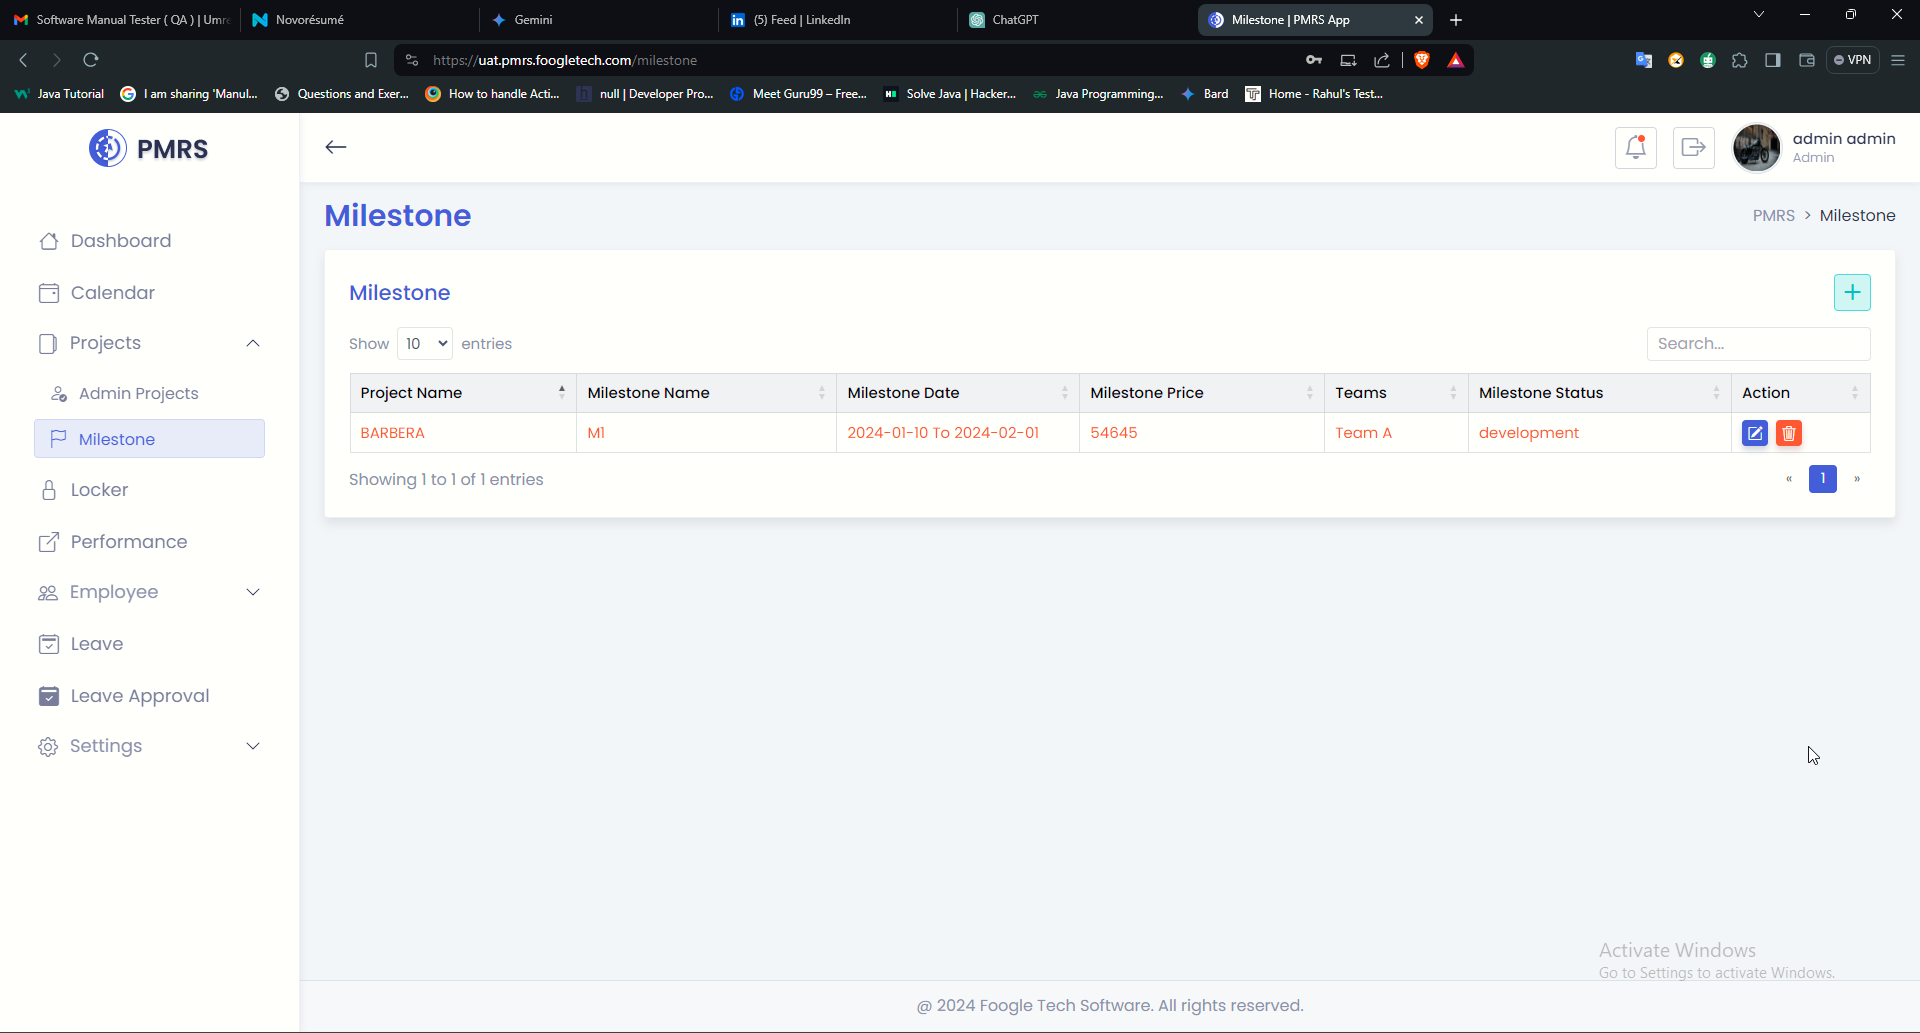 Software Manual Tester ( QA ) | Umre
Novorésumé
Gemini
(5) Feed | LinkedIn
ChatGPT
Milestone | PMRS App
https://uat.pmrs.foogletech.com/milestone
VPN
Java Tutorial
I am sharing 'Manul...
Questions and Exer...
How to handle Acti...
null | Developer Pro...
Meet Guru99 – Free...
Solve Java | Hacker...
Java Programming...
Bard
Home - Rahul's Test...
PMRS
admin admin
Admin
Milestone
PMRS > Milestone
Dashboard
Calendar
Projects
Admin Projects
Milestone
Locker
Performance
Employee
Leave
Leave Approval
Settings
Milestone
+
Show 10 entries
Search...
Project Name Milestone Name Milestone Date Milestone Price Teams Milestone Status Action
BARBERA M1 2024-01-10 To 2024-02-01 54645 Team A development
Showing 1 to 1 of 1 entries
« 1 »
Activate Windows
Go to Settings to activate Windows.
@ 2024 Foogle Tech Software. All rights reserved.